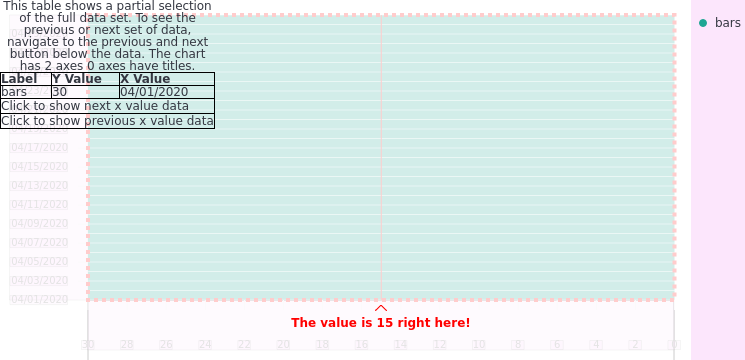 This table shows a partial selection
of the full data set. To see the
previous or next set of data,
navigate to the previous and next
button below the data. The chart
has 2 axes 0 axes have titles.
Label Y Value X Value
bars 30 04/01/2020
Click to show next x value data
Click to show previous x value data
bars
04/17/2020
04/15/2020
04/13/2020
04/11/2020
04/09/2020
04/07/2020
04/05/2020
04/03/2020
04/01/2020
The value is 15 right here!
30 28 26 24 22 20 18 16 14 12 10 8 6 4 2 0